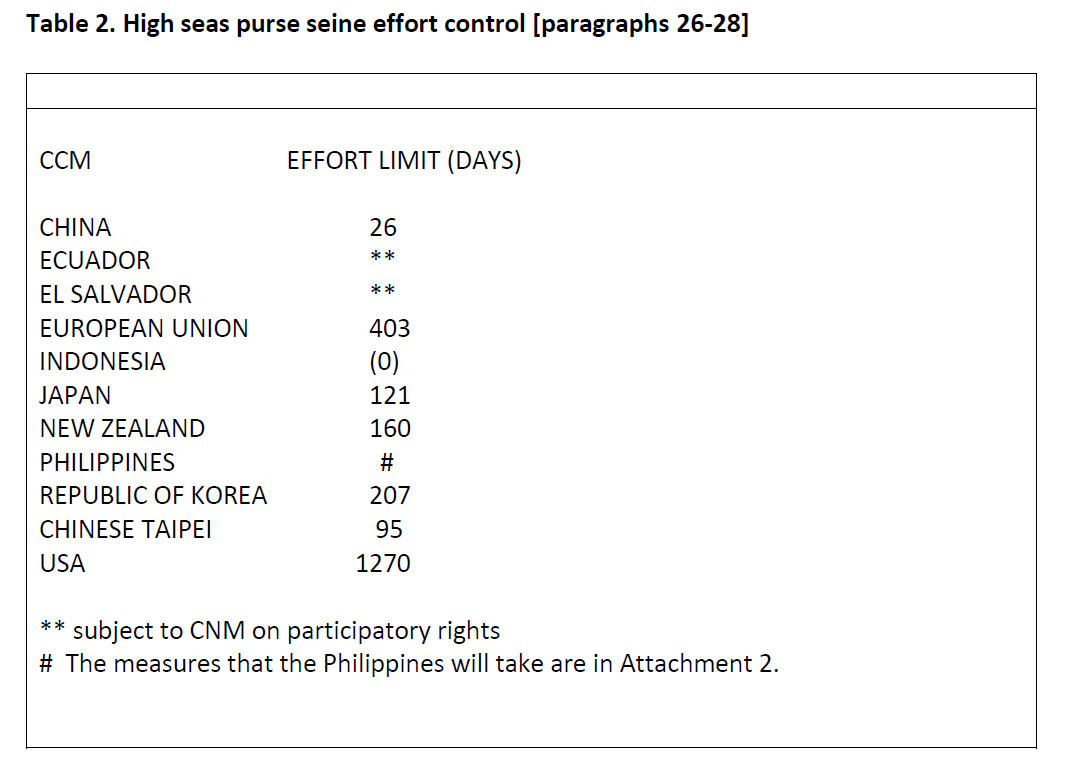 Table 2. High seas purse seine effort control [paragraphs 26-28]
CCM EFFORT LIMIT (DAYS)
CHINA 26
ECUADOR **
EL SALVADOR **
EUROPEAN UNION 403
INDONESIA (0)
JAPAN 121
NEW ZEALAND 160
PHILIPPINES #
REPUBLIC OF KOREA 207
CHINESE TAIPEI 95
USA 1270
** subject to CNM on participatory rights
# The measures that the Philippines will take are in Attachment 2.